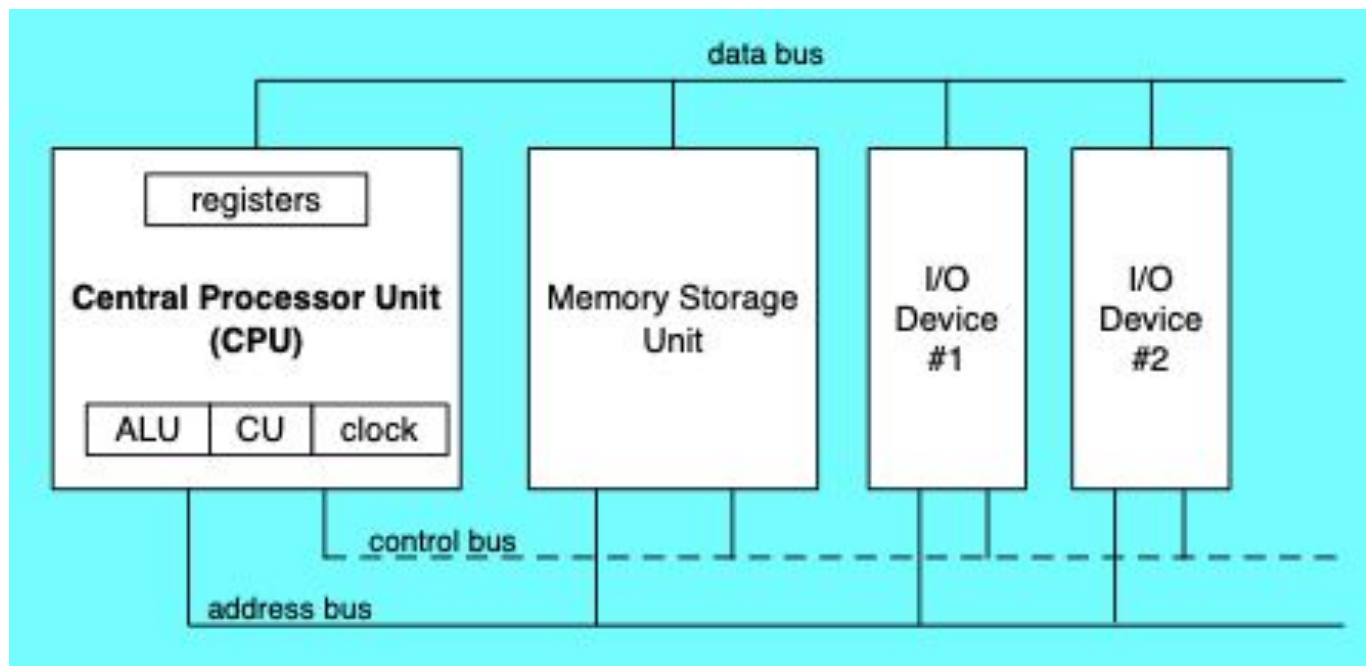 data bus
registers
Central Processor Unit
(CPU)
ALU CU clock
Memory Storage
Unit
I/O
Device
#1
I/O
Device
#2
control bus
address bus